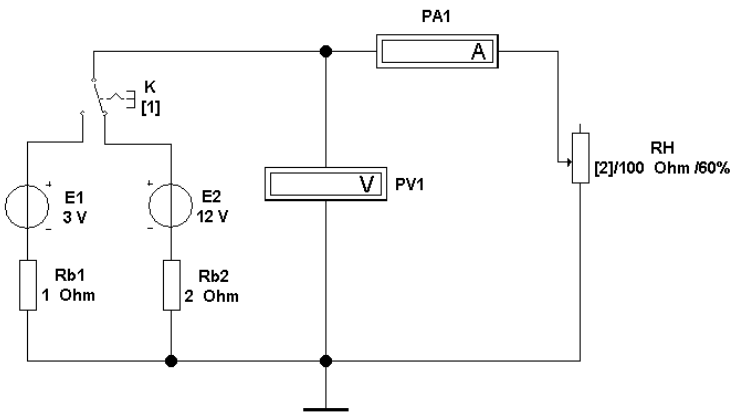 PA1
A
K
[1]
RH
[2]/100 Ohm /60%
V
PV1
+
E1
3 V
-
+
E2
12 V
-
Rb1
1 Ohm
Rb2
2 Ohm